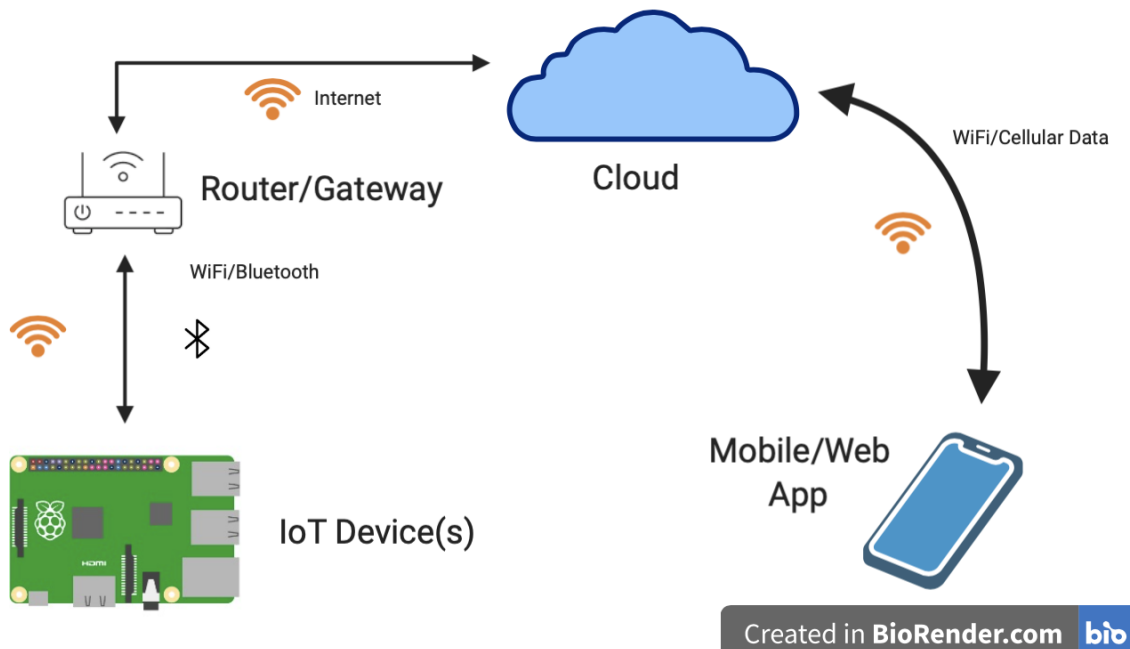 Internet
WiFi/Cellular Data
Router/Gateway
Cloud
WiFi/Bluetooth
Mobile/Web
App
IoT Device(s)
HDMI
Created in BioRender.com
bio